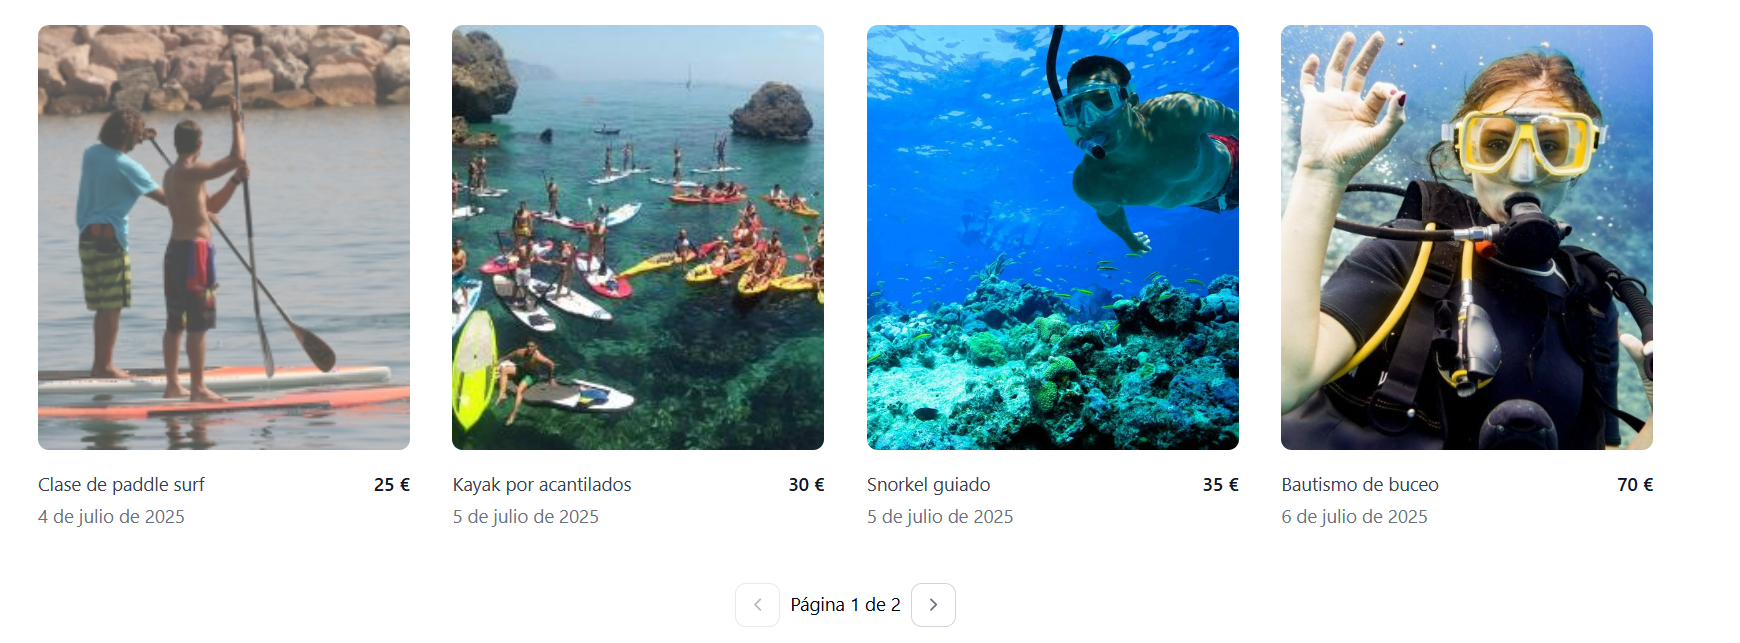 Clase de paddle surf 25 €
4 de julio de 2025
Kayak por acantilados 30 €
5 de julio de 2025
Snorkel guiado 35 €
5 de julio de 2025
Bautismo de buceo 70 €
6 de julio de 2025
Página 1 de 2